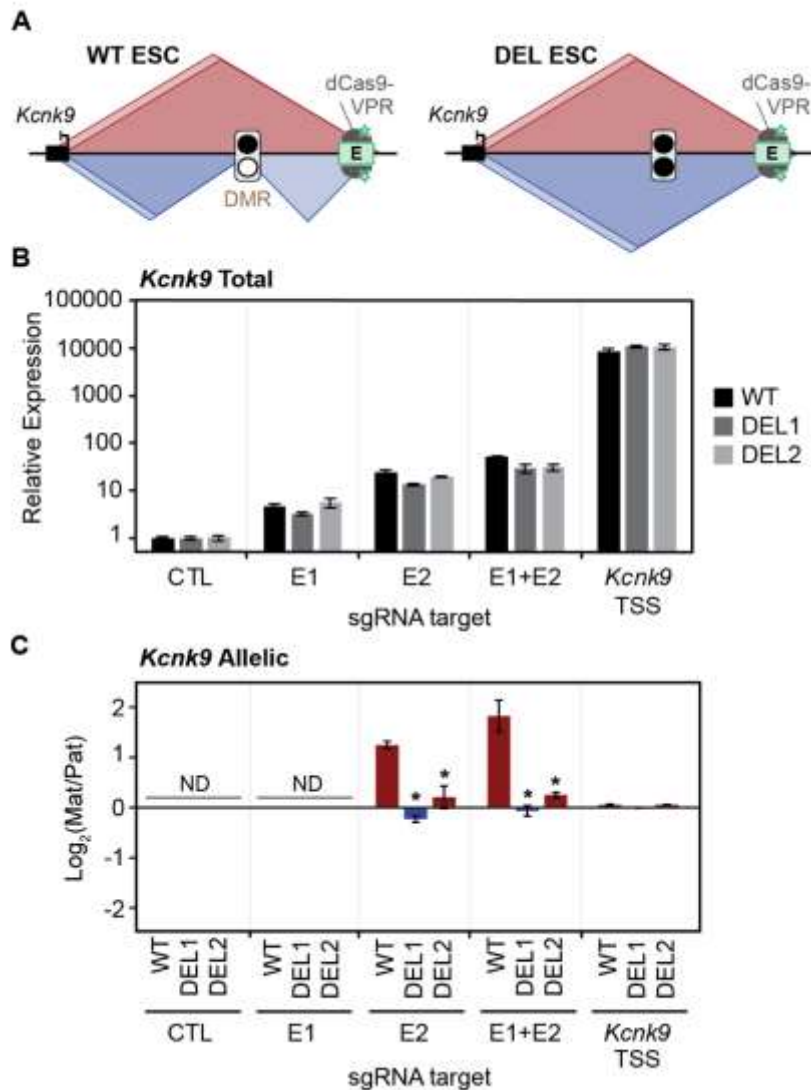 A
WT ESC
DEL ESC
dCas9-
VPR
dCas9-
VPR
Kcnk9
Kcnk9
E
E
DMR
B
Kcnk9 Total
100000
10000
1000
100
10
1
Relative Expression
WT
DEL1
DEL2
CTL
E1
E2
E1+E2
Kcnk9
TSS
sgRNA target
C
Kcnk9 Allelic
2
1
0
-1
-2
Log2(Mat/Pat)
ND
ND
*
*
*
*
WT
DEL1
DEL2
WT
DEL1
DEL2
WT
DEL1
DEL2
WT
DEL1
DEL2
WT
DEL1
DEL2
CTL
E1
E2
E1+E2
Kcnk9
TSS
sgRNA target